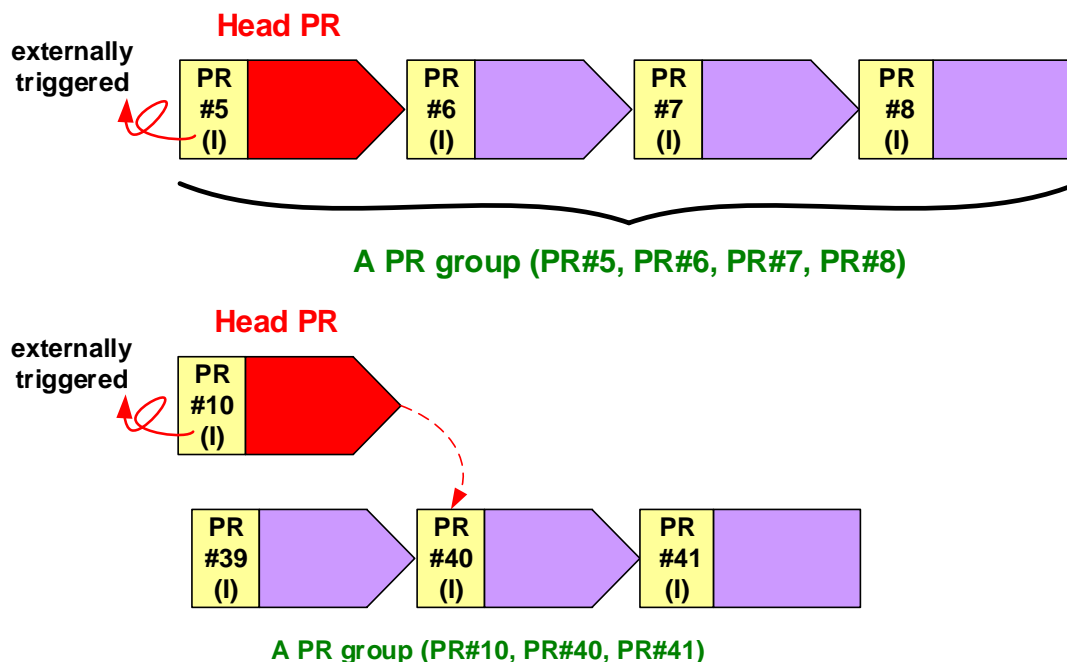 Head PR
externally
triggered
PR
#5
(I)
PR
#6
(I)
PR
#7
(I)
PR
#8
(I)
A PR group (PR#5, PR#6, PR#7, PR#8)
Head PR
externally
triggered
PR
#10
(I)
PR
#39
(I)
PR
#40
(I)
PR
#41
(I)
A PR group (PR#10, PR#40, PR#41)